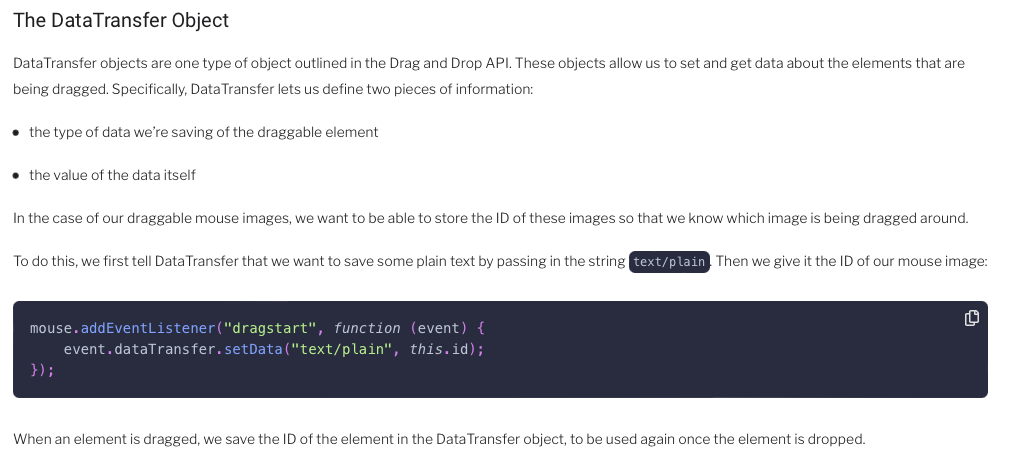 The DataTransfer Object
DataTransfer objects are one type of object outlined in the Drag and Drop API. These objects allow us to set and get data about the elements that are
being dragged. Specifically, DataTransfer lets us define two pieces of information:
• the type of data we’re saving of the draggable element
• the value of the data itself
In the case of our draggable mouse images, we want to be able to store the ID of these images so that we know which image is being dragged around.
To do this, we first tell DataTransfer that we want to save some plain text by passing in the string text/plain. Then we give it the ID of our mouse image:
mouse.addEventListener("dragstart", function (event) {
    event.dataTransfer.setData("text/plain", this.id);
});
When an element is dragged, we save the ID of the element in the DataTransfer object, to be used again once the element is dropped.